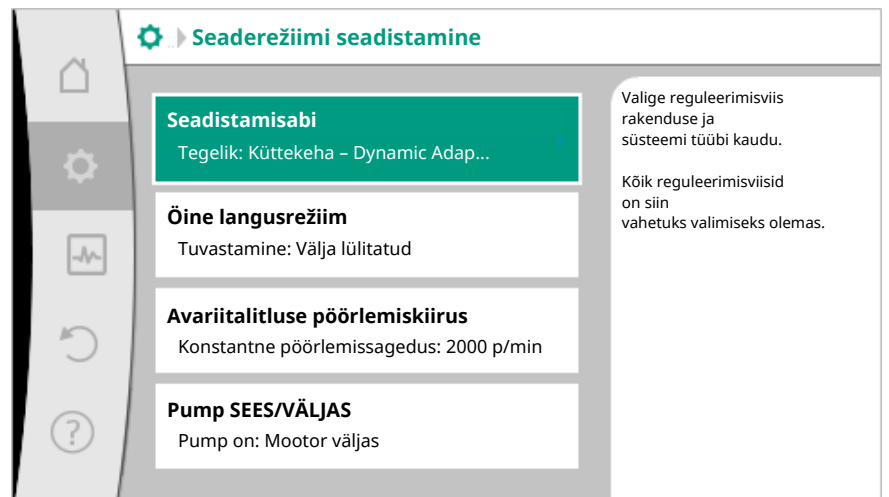 Seaderežiimi seadistamine
Seadistamisabi
Tegelik: Küttekeha – Dynamic Adap...
Öine langusrežiim
Tuvastamine: Välja lülitatud
Avariitalitluse pöörlemiskiirus
Konstantne pöörlemissagedus: 2000 p/min
Pump SEES/VÄLJAS
Pump on: Mootor väljas
Valige reguleerimisviis
rakenduse ja
süsteemi tüübi kaudu.
Kõik reguleerimisviisid
on siin
vahetuks valimiseks olemas.